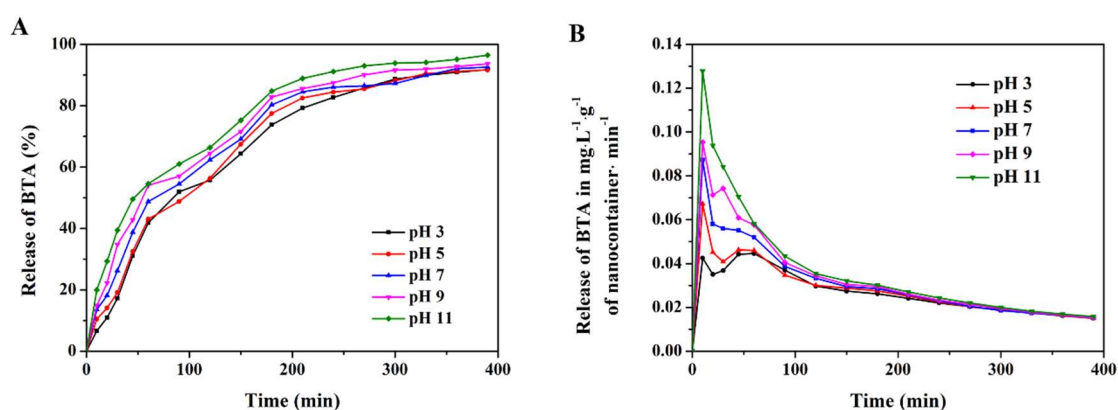 A
Release of BTA (%)
100
80
60
40
20
0
0 100 200 300 400
Time (min)
pH 3
pH 5
pH 7
pH 9
pH 11
B
Release of BTA in mg·L⁻¹·g⁻¹
of nanocontainer· min⁻¹
0.14
0.12
0.10
0.08
0.06
0.04
0.02
0.00
0 100 200 300 400
Time (min)
pH 3
pH 5
pH 7
pH 9
pH 11